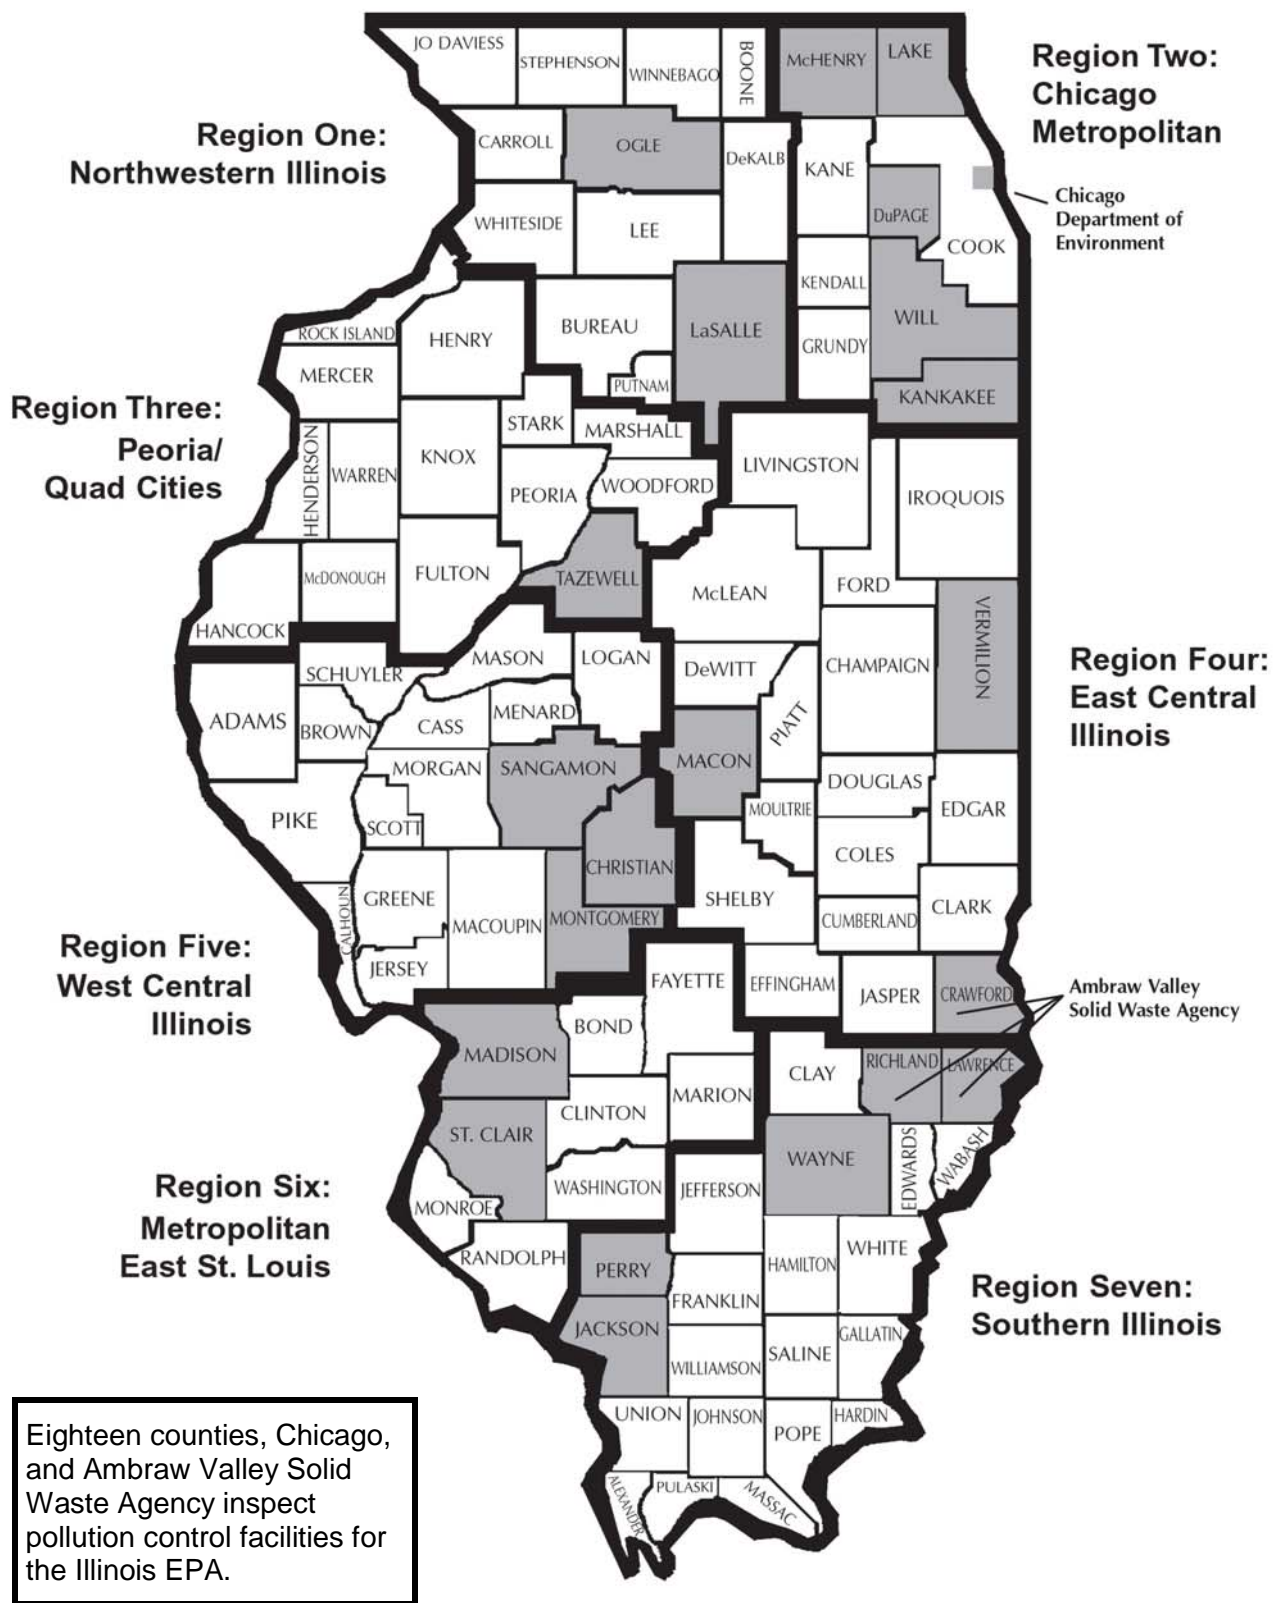 JO DAVIESS
STEPHENSON
WINNEBAGO
BOONE
McHENRY
LAKE
Region Two:
Chicago
Metropolitan
Region One:
Northwestern Illinois
CARROLL
OGLE
DeKALB
KANE
DuPAGE
COOK
Chicago
Department of
Environment
WHITESIDE
LEE
KENDALL
WILL
ROCK ISLAND
HENRY
BUREAU
LaSALLE
GRUNDY
MERCER
PUTNAM
KANKAKEE
Region Three:
Peoria/
Quad Cities
HENDERSON
WARREN
KNOX
STARK
MARSHALL
PEORIA
WOODFORD
LIVINGSTON
IROQUOIS
HANCOCK
McDONOUGH
FULTON
TAZEWELL
McLEAN
FORD
VERMILION
Region Four:
East Central
Illinois
SCHUYLER
MASON
LOGAN
DeWITT
CHAMPAIGN
PIATT
ADAMS
BROWN
CASS
MENARD
MACON
MORGAN
SANGAMON
DOUGLAS
EDGAR
PIKE
SCOTT
MOULTRIE
COLES
CHRISTIAN
GREENE
CALHOUN
MACOUPIN
MONTGOMERY
SHELBY
CUMBERLAND
CLARK
Region Five:
West Central
Illinois
JERSEY
FAYETTE
EFFINGHAM
JASPER
CRAWFORD
Ambraw Valley
Solid Waste Agency
MADISON
BOND
CLAY
RICHLAND
LAWRENCE
MARION
CLINTON
ST. CLAIR
WAYNE
EDWARDS
WABASH
Region Six:
Metropolitan
East St. Louis
MONROE
WASHINGTON
JEFFERSON
RANDOLPH
PERRY
HAMILTON
WHITE
FRANKLIN
Region Seven:
Southern Illinois
JACKSON
WILLIAMSON
SALINE
GALLATIN
UNION
JOHNSON
POPE
HARDIN
ALEXANDER
PULASKI
MASSAC
Eighteen counties, Chicago,
and Ambraw Valley Solid
Waste Agency inspect
pollution control facilities for
the Illinois EPA.